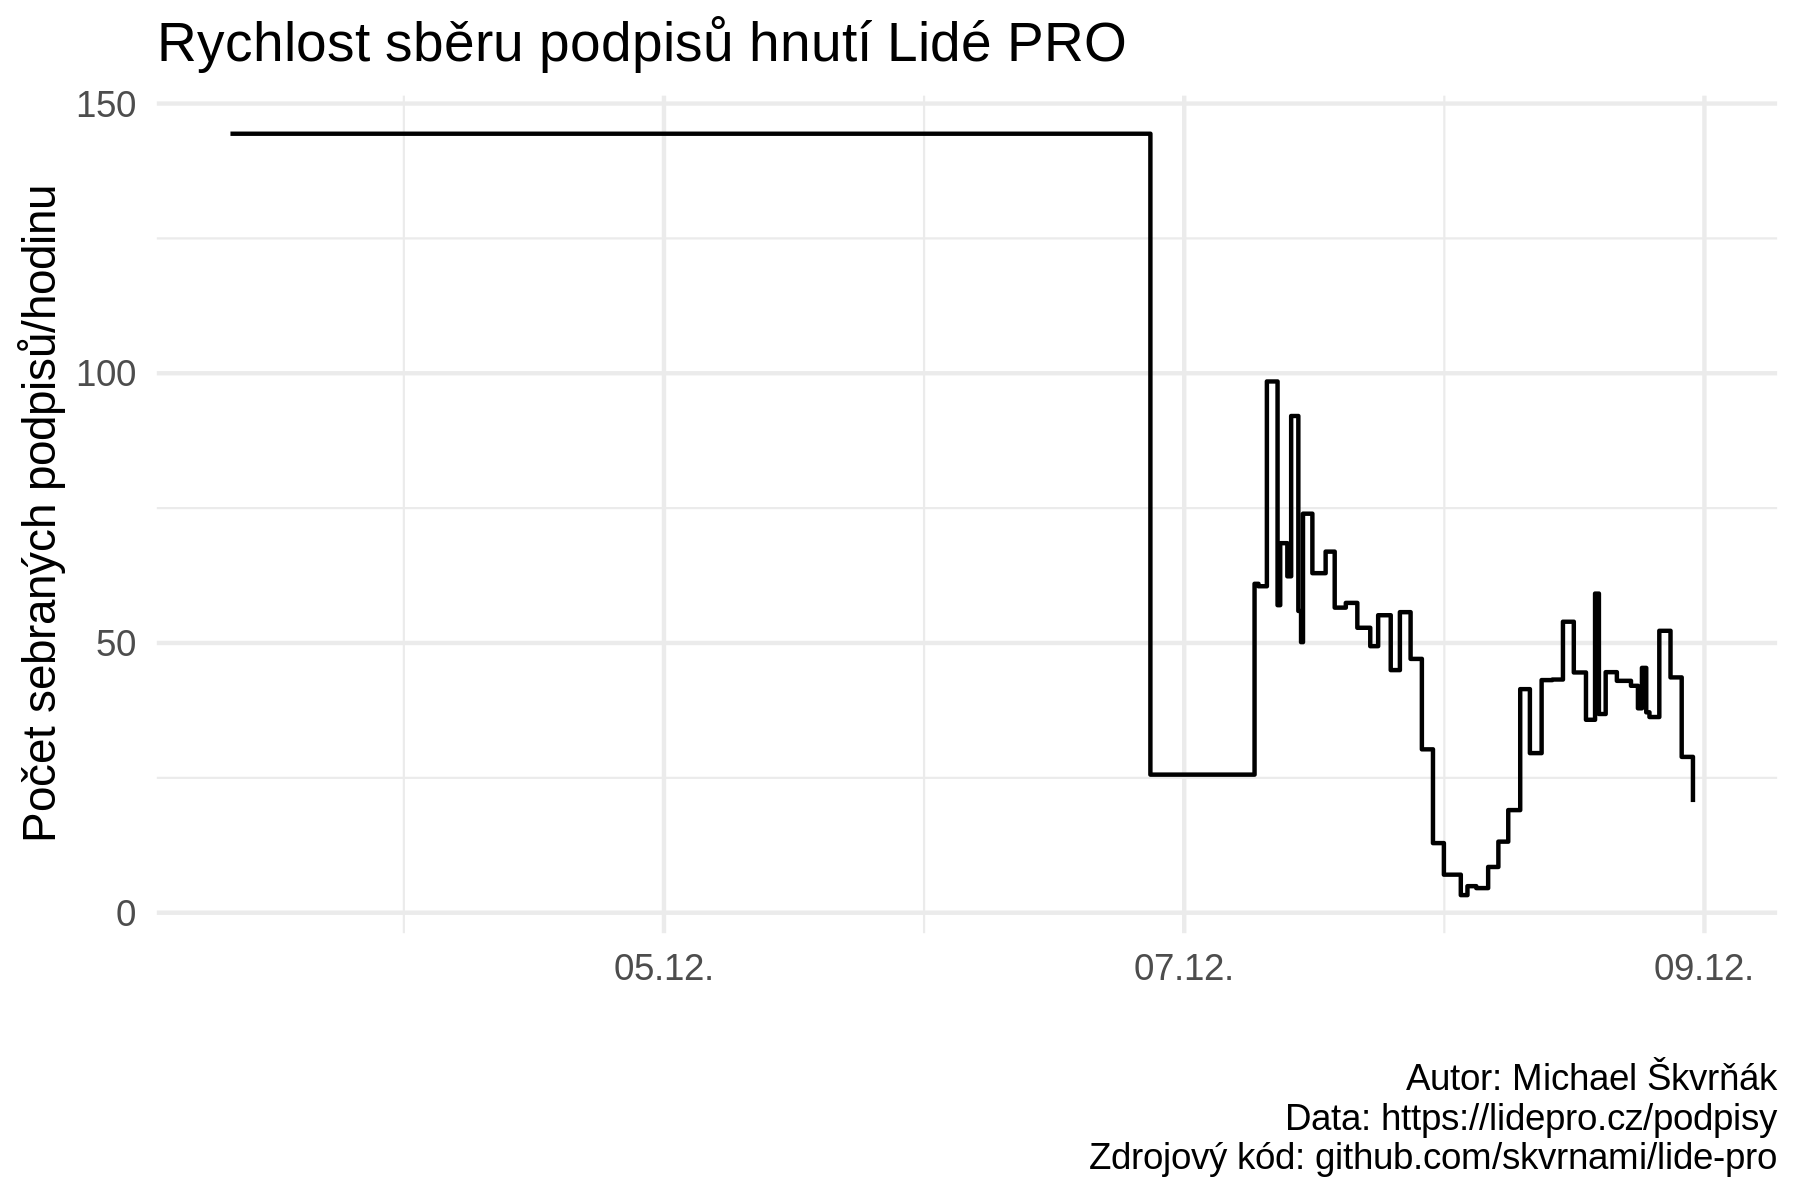 Rychlost sběru podpisů hnutí Lidé PRO
Počet sebraných podpisů/hodinu
150
100
50
0
05.12.
07.12.
09.12.
Autor: Michael Škvrňák
Data: https://lidepro.cz/podpisy
Zdrojový kód: github.com/skvrnami/lide-pro